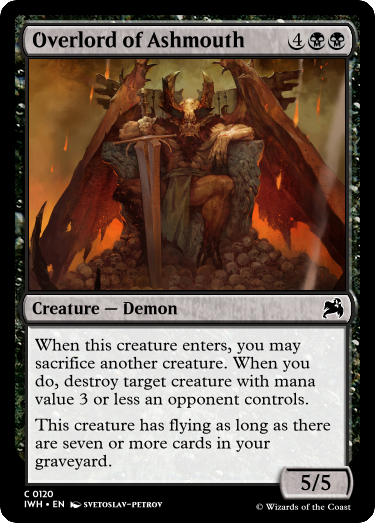 Overlord of Ashmouth 4
Creature — Demon
When this creature enters, you may
sacrifice another creature. When you
do, destroy target creature with mana
value 3 or less an opponent controls.
This creature has flying as long as there
are seven or more cards in your
graveyard.
5/5
C 0120
IWH • EN SVETOSLAV-PETROV
© Wizards of the Coast